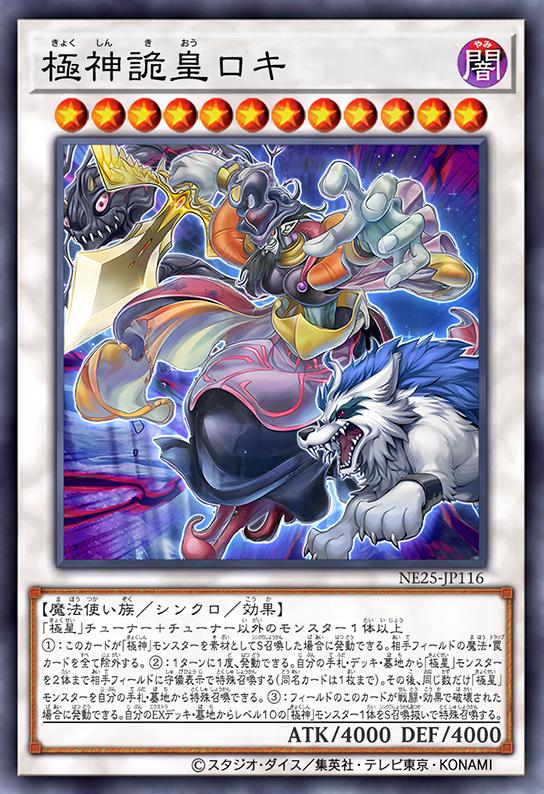 極神詭皇ロキ
闇
【魔法使い族／シンクロ／効果】
「極星」チューナー＋チューナー以外のモンスター１体以上
①：このカードが「極神」モンスターを素材としてS召喚した場合に発動できる。相手フィールドの魔法・罠
カードを全て除外する。②：１ターンに１度、発動できる。自分の手札・デッキ・墓地から「極星」モンスター
を２体まで相手フィールドに守備表示で特殊召喚する（同名カードは１枚まで）。その後、同じ数だけ「極星」
モンスターを自分の手札・墓地から特殊召喚できる。③：フィールドのこのカードが戦闘・効果で破壊された
場合に発動できる。自分のEXデッキ・墓地からレベル10の「極神」モンスター１体をS召喚扱いで特殊召喚する。
NE25-JP116
ATK/4000 DEF/4000
©スタジオ・ダイス／集英社・テレビ東京・KONAMI